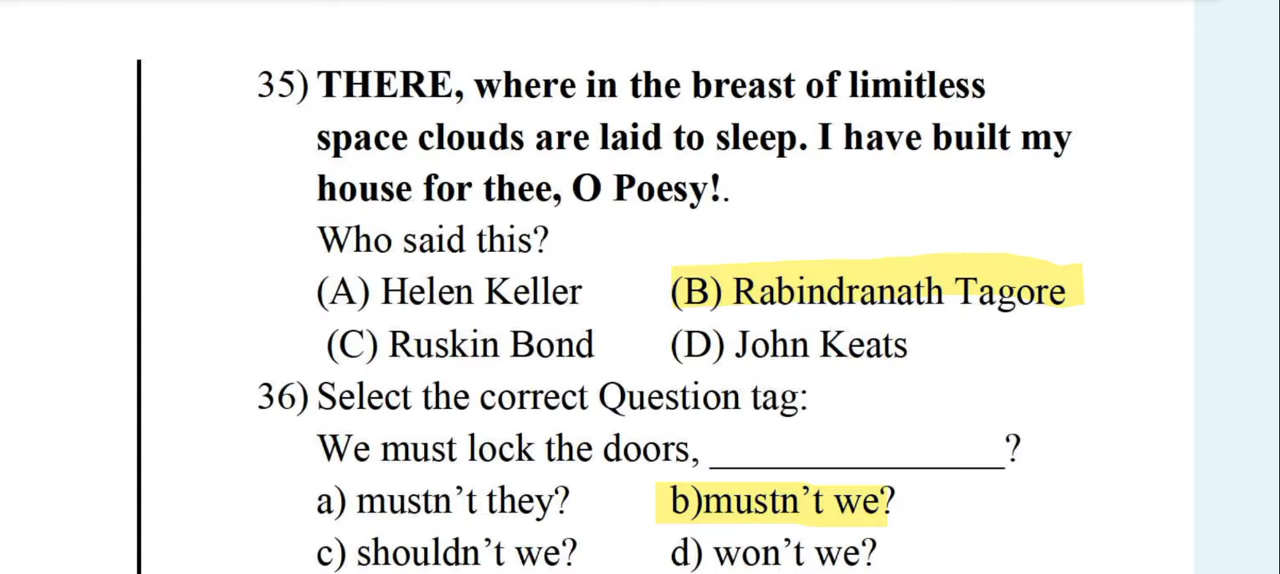 35) THERE, where in the breast of limitless
space clouds are laid to sleep. I have built my
house for thee, O Poesy!.
Who said this?
(A) Helen Keller (B) Rabindranath Tagore
(C) Ruskin Bond (D) John Keats
36) Select the correct Question tag:
We must lock the doors, _______________?
a) mustn’t they? b)mustn’t we?
c) shouldn’t we? d) won’t we?